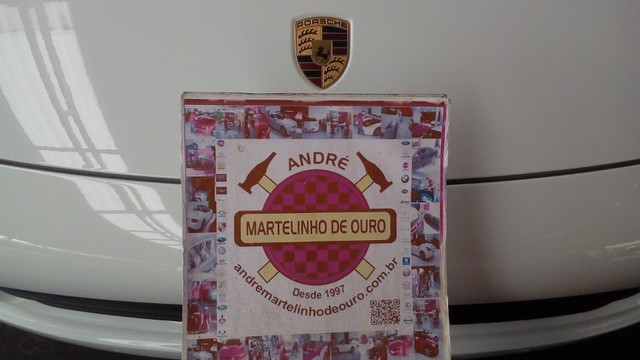 PORSCHE
ANDRÉ
MARTELINHO DE OURO
Desde 1997
andremartelinhodeouro.com.br